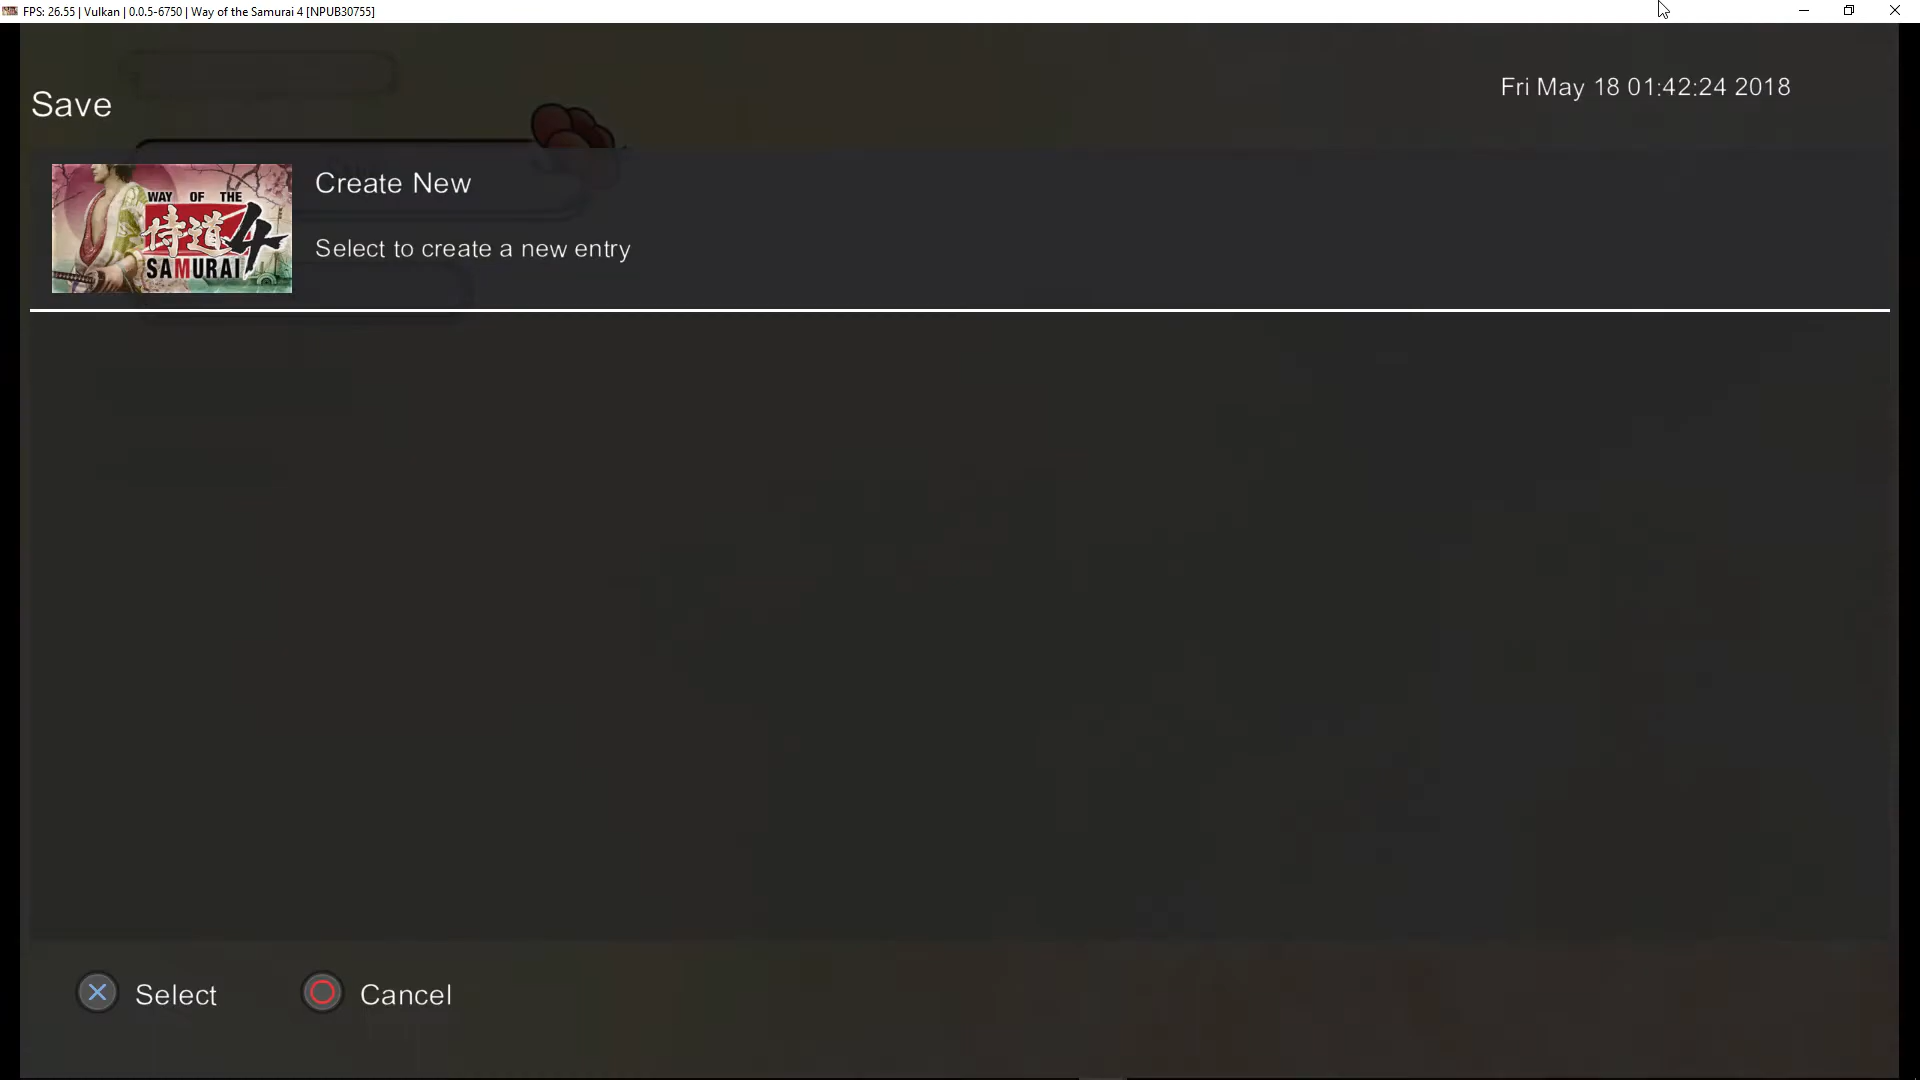 FPS: 26.55 | Vulkan | 0.0.5-6750 | Way of the Samurai 4 [NPUB30755]
Fri May 18 01:42:24 2018
Save
Create New
WAY OF THE
侍道4
SAMURAI
Select to create a new entry
Select
Cancel